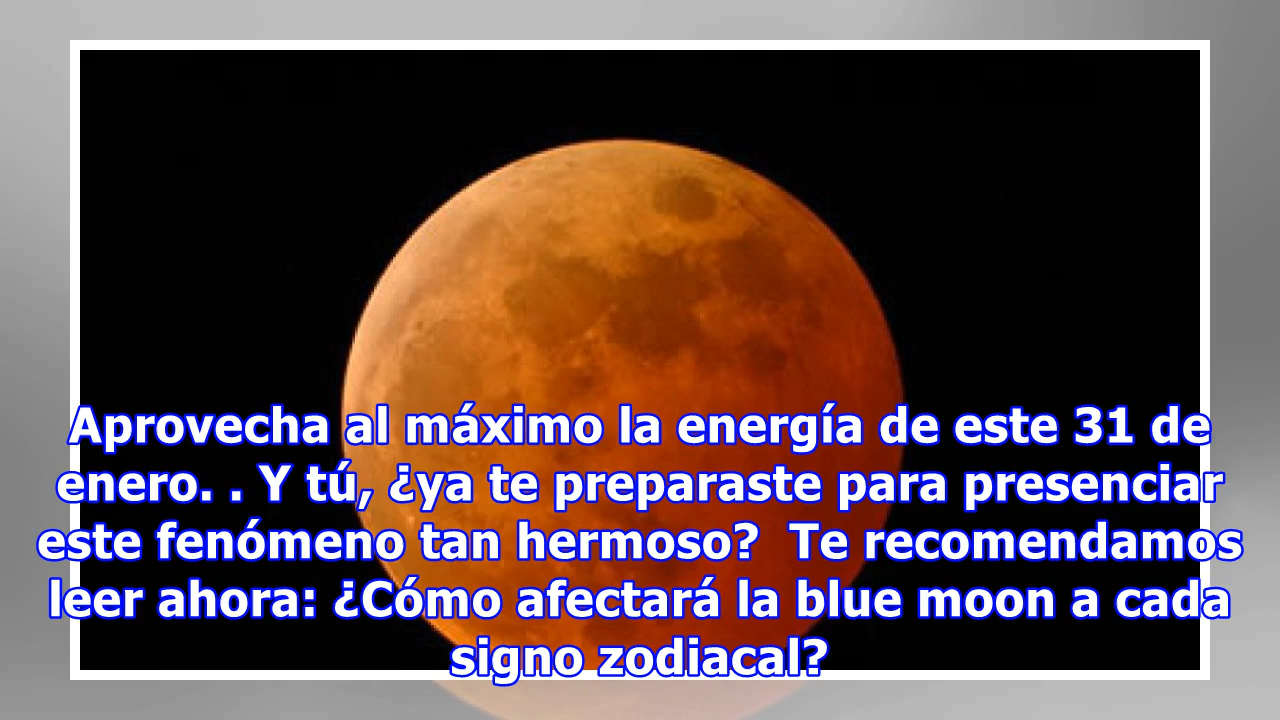 Aprovecha al máximo la energía de este 31 de
enero. . Y tú, ¿ya te preparaste para presenciar
este fenómeno tan hermoso?  Te recomendamos
leer ahora: ¿Cómo afectará la blue moon a cada
signo zodiacal?